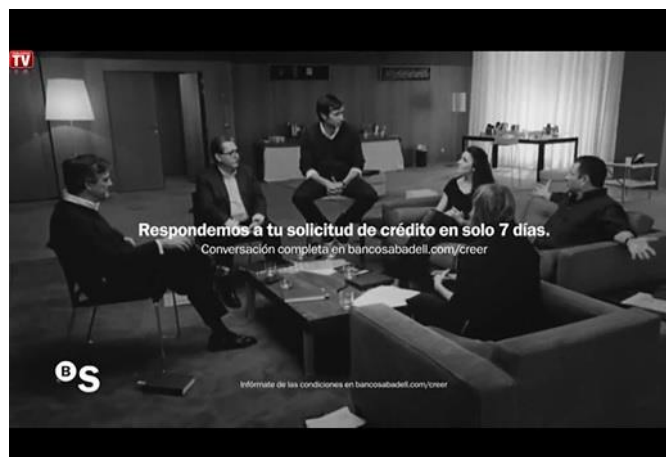 TV
Respondemos a tu solicitud de crédito en solo 7 días.
Conversación completa en bancosabadell.com/creer
BS
Infórmate de las condiciones en bancosabadell.com/creer